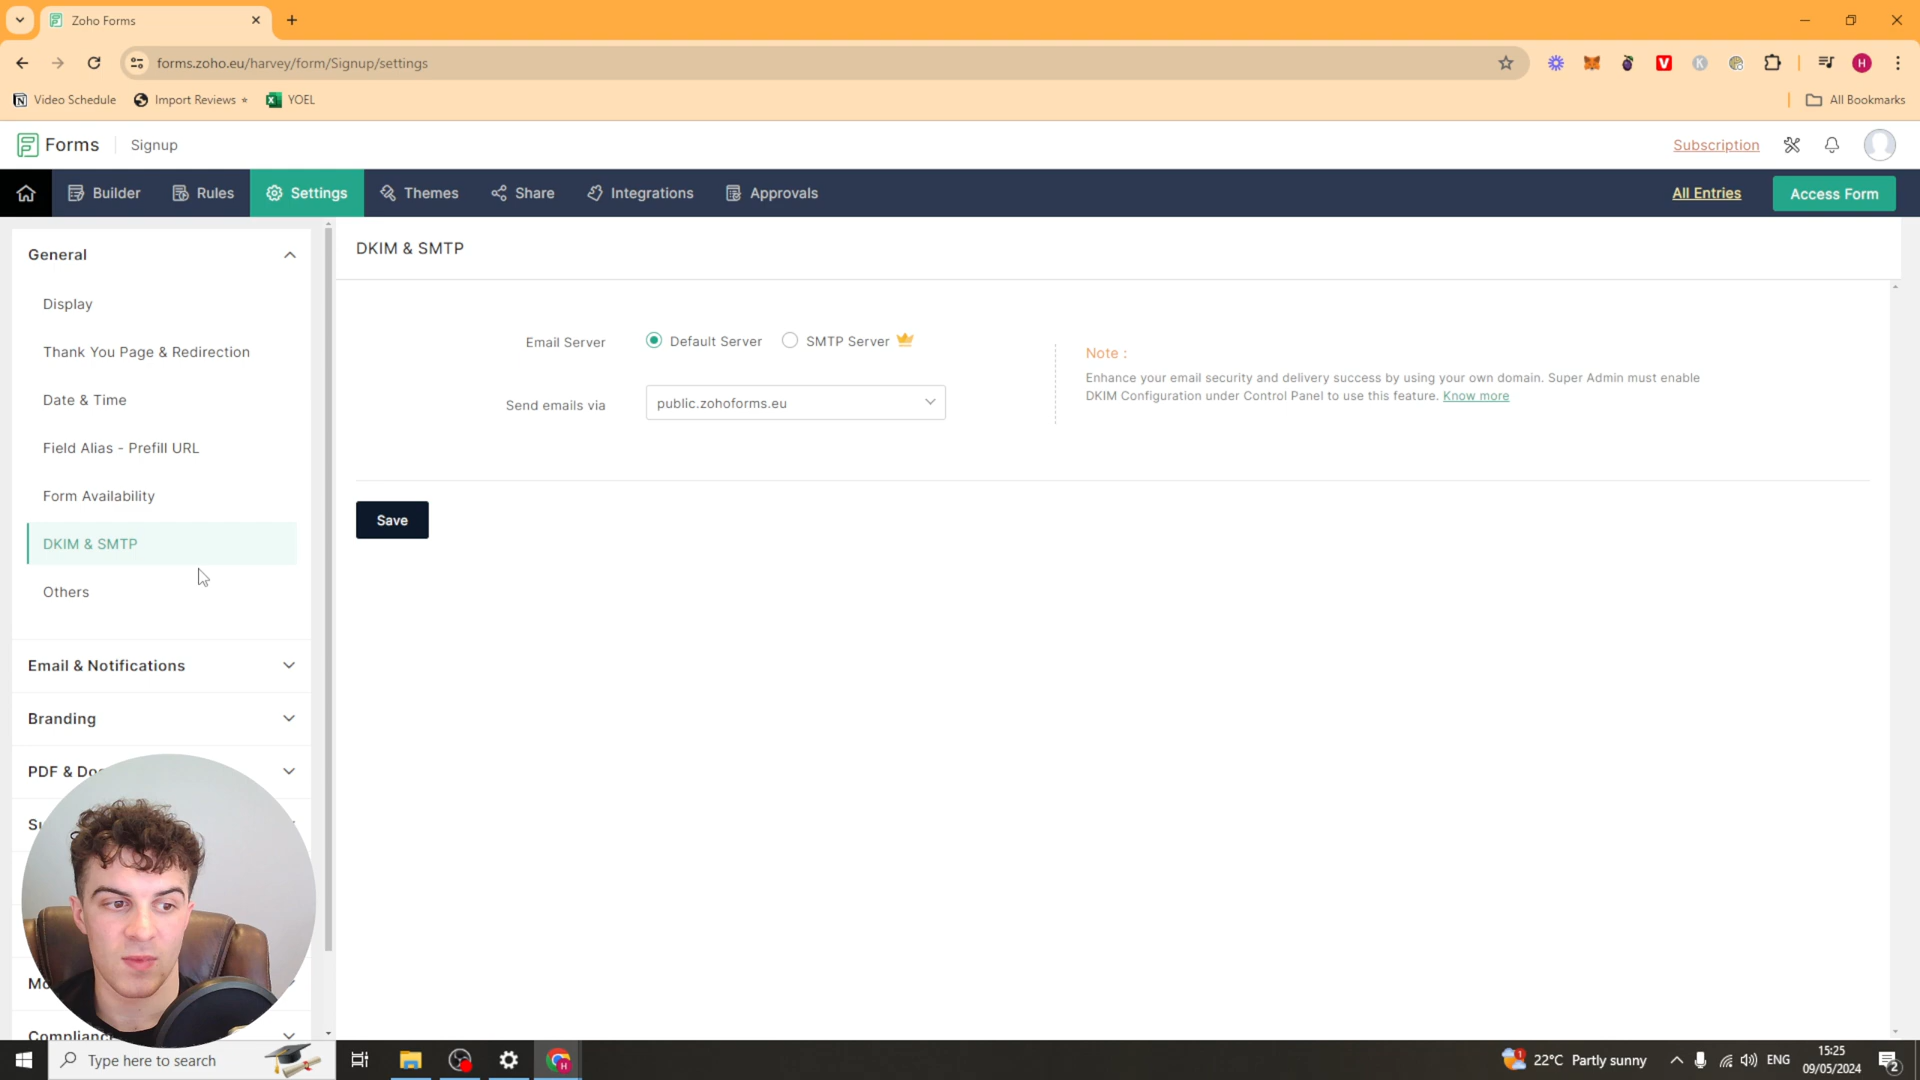 Zoho Forms
forms.zoho.eu/harvey/form/Signup/settings
H
Video Schedule
Import Reviews
YOEL
All Bookmarks
Forms
Signup
Subscription
Builder
Rules
Settings
Themes
Share
Integrations
Approvals
All Entries
Access Form
General
Display
Thank You Page & Redirection
Date & Time
Field Alias - Prefill URL
Form Availability
DKIM & SMTP
Others
Email & Notifications
Branding
PDF & Do
DKIM & SMTP
Email Server
Default Server
SMTP Server
Send emails via
public.zohoforms.eu
Note :
Enhance your email security and delivery success by using your own domain. Super Admin must enable
DKIM Configuration under Control Panel to use this feature. Know more
Save
Type here to search
22°C Partly sunny
ENG
15:25
09/05/2024
2